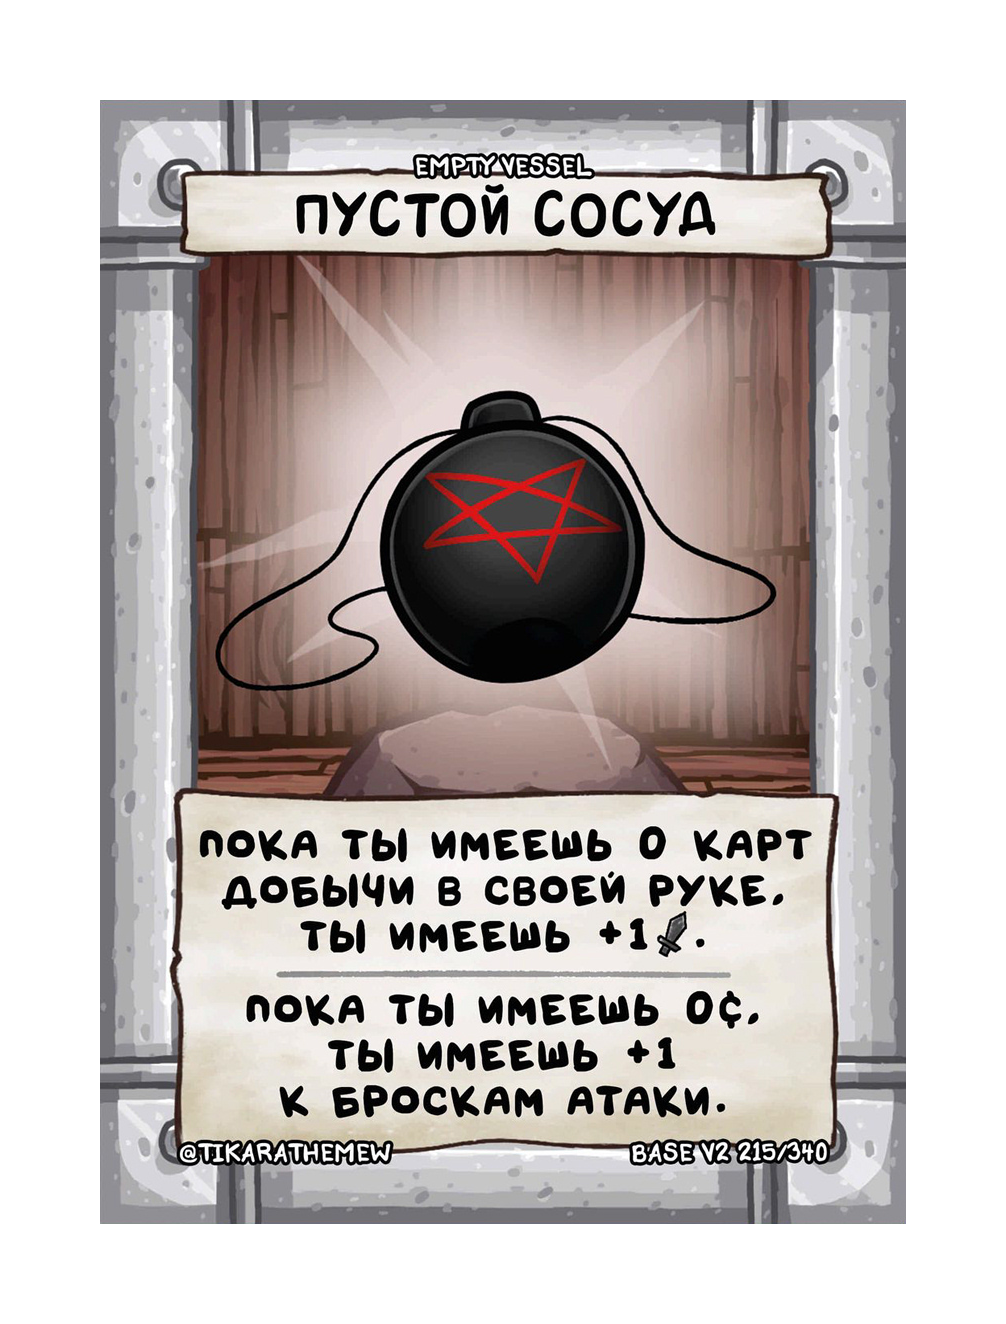 EMPTY VESSEL
ПУСТОЙ СОСУД
ПОКА ТЫ ИМЕЕШЬ 0 КАРТ
ДОБЫЧИ В СВОЕЙ РУКЕ,
ТЫ ИМЕЕШЬ +1 .
ПОКА ТЫ ИМЕЕШЬ 0¢,
ТЫ ИМЕЕШЬ +1
К БРОСКАМ АТАКИ.
@TIKARATHEMEW
BASE V2 215/340